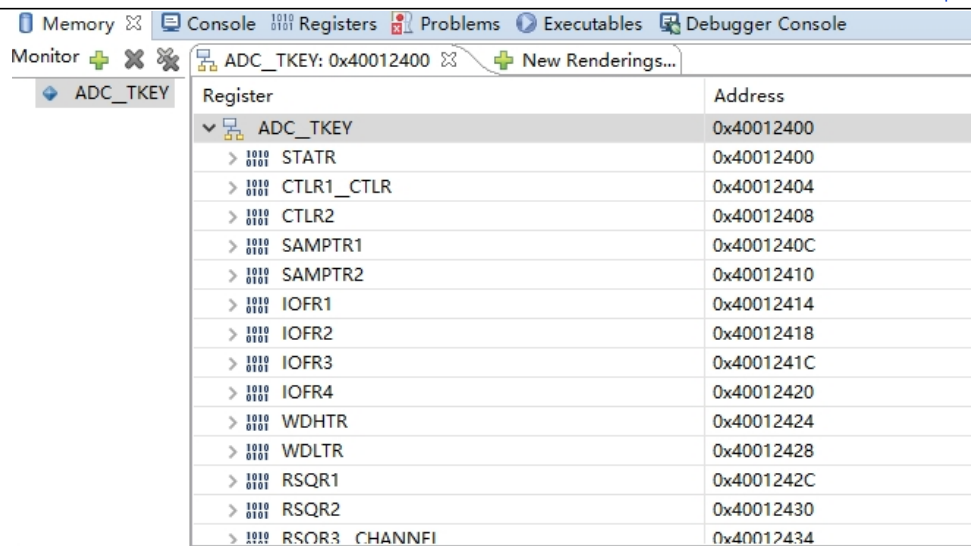 Memory Console Registers Problems Executables Debugger Console
Monitor ADC_TKEY: 0x40012400 New Renderings...
ADC_TKEY Register Address
ADC_TKEY 0x40012400
STATR 0x40012400
CTLR1_CTLR 0x40012404
CTLR2 0x40012408
SAMPTR1 0x4001240C
SAMPTR2 0x40012410
IOFR1 0x40012414
IOFR2 0x40012418
IOFR3 0x4001241C
IOFR4 0x40012420
WDHTR 0x40012424
WDLTR 0x40012428
RSQR1 0x4001242C
RSQR2 0x40012430
RSQR3_CHANNEL 0x40012434